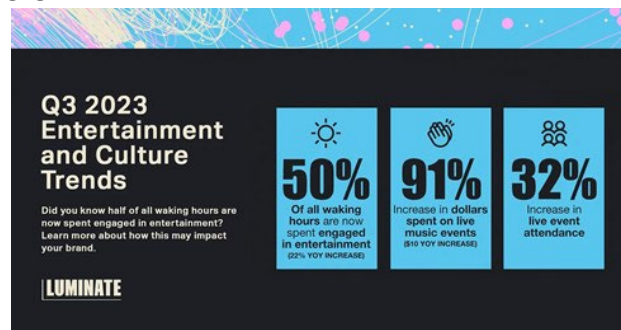 Q3 2023
Entertainment
and Culture
Trends
Did you know half of all waking hours are
now spent engaged in entertainment?
Learn more about how this may impact
your brand.
LUMINATE
50%
Of all waking
hours are now
spent engaged
in entertainment
(22% YOY INCREASE)
91%
Increase in dollars
spent on live
music events
($10 YOY INCREASE)
32%
Increase in
live event
attendance